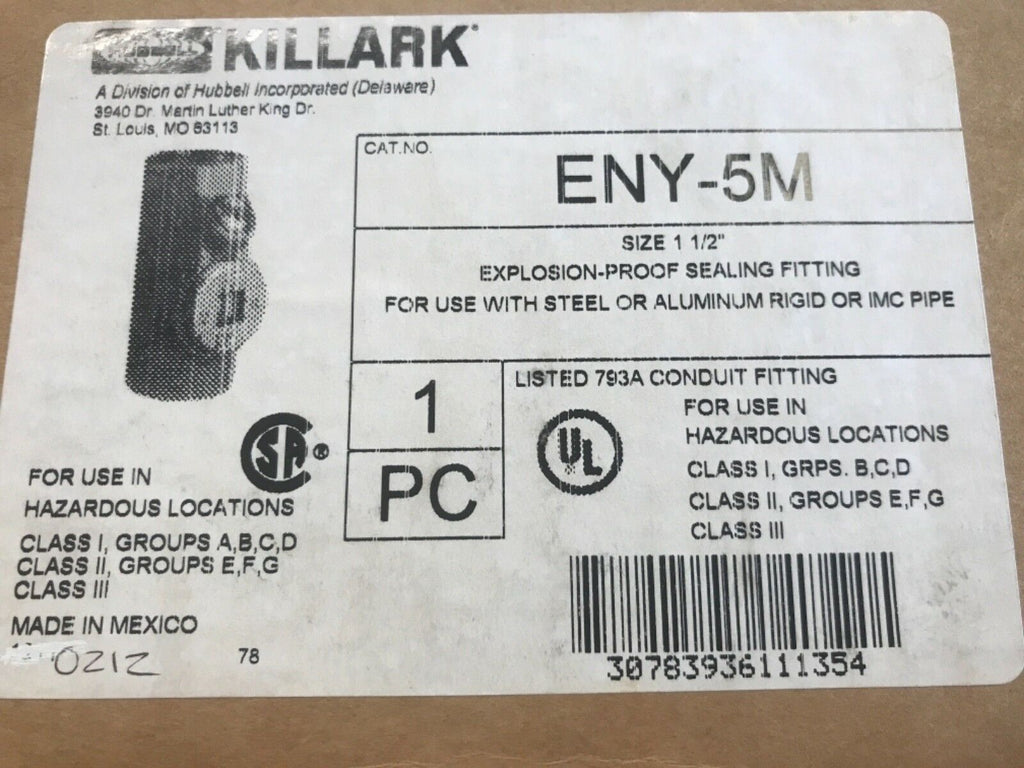 KILLARK
A Division of Hubbell Incorporated (Delaware)
3940 Dr. Martin Luther King Dr.
St. Louis, MO 63113
CAT.NO.
ENY-5M
SIZE 1 1/2"
EXPLOSION-PROOF SEALING FITTING
FOR USE WITH STEEL OR ALUMINUM RIGID OR IMC PIPE
1
PC
LISTED 793A CONDUIT FITTING
UL
FOR USE IN
HAZARDOUS LOCATIONS
CLASS I, GRPS. B,C,D
CLASS II, GROUPS E,F,G
CLASS III
30783936111354
SA®
FOR USE IN
HAZARDOUS LOCATIONS
CLASS I, GROUPS A,B,C,D
CLASS II, GROUPS E,F,G
CLASS III
MADE IN MEXICO
0212
78